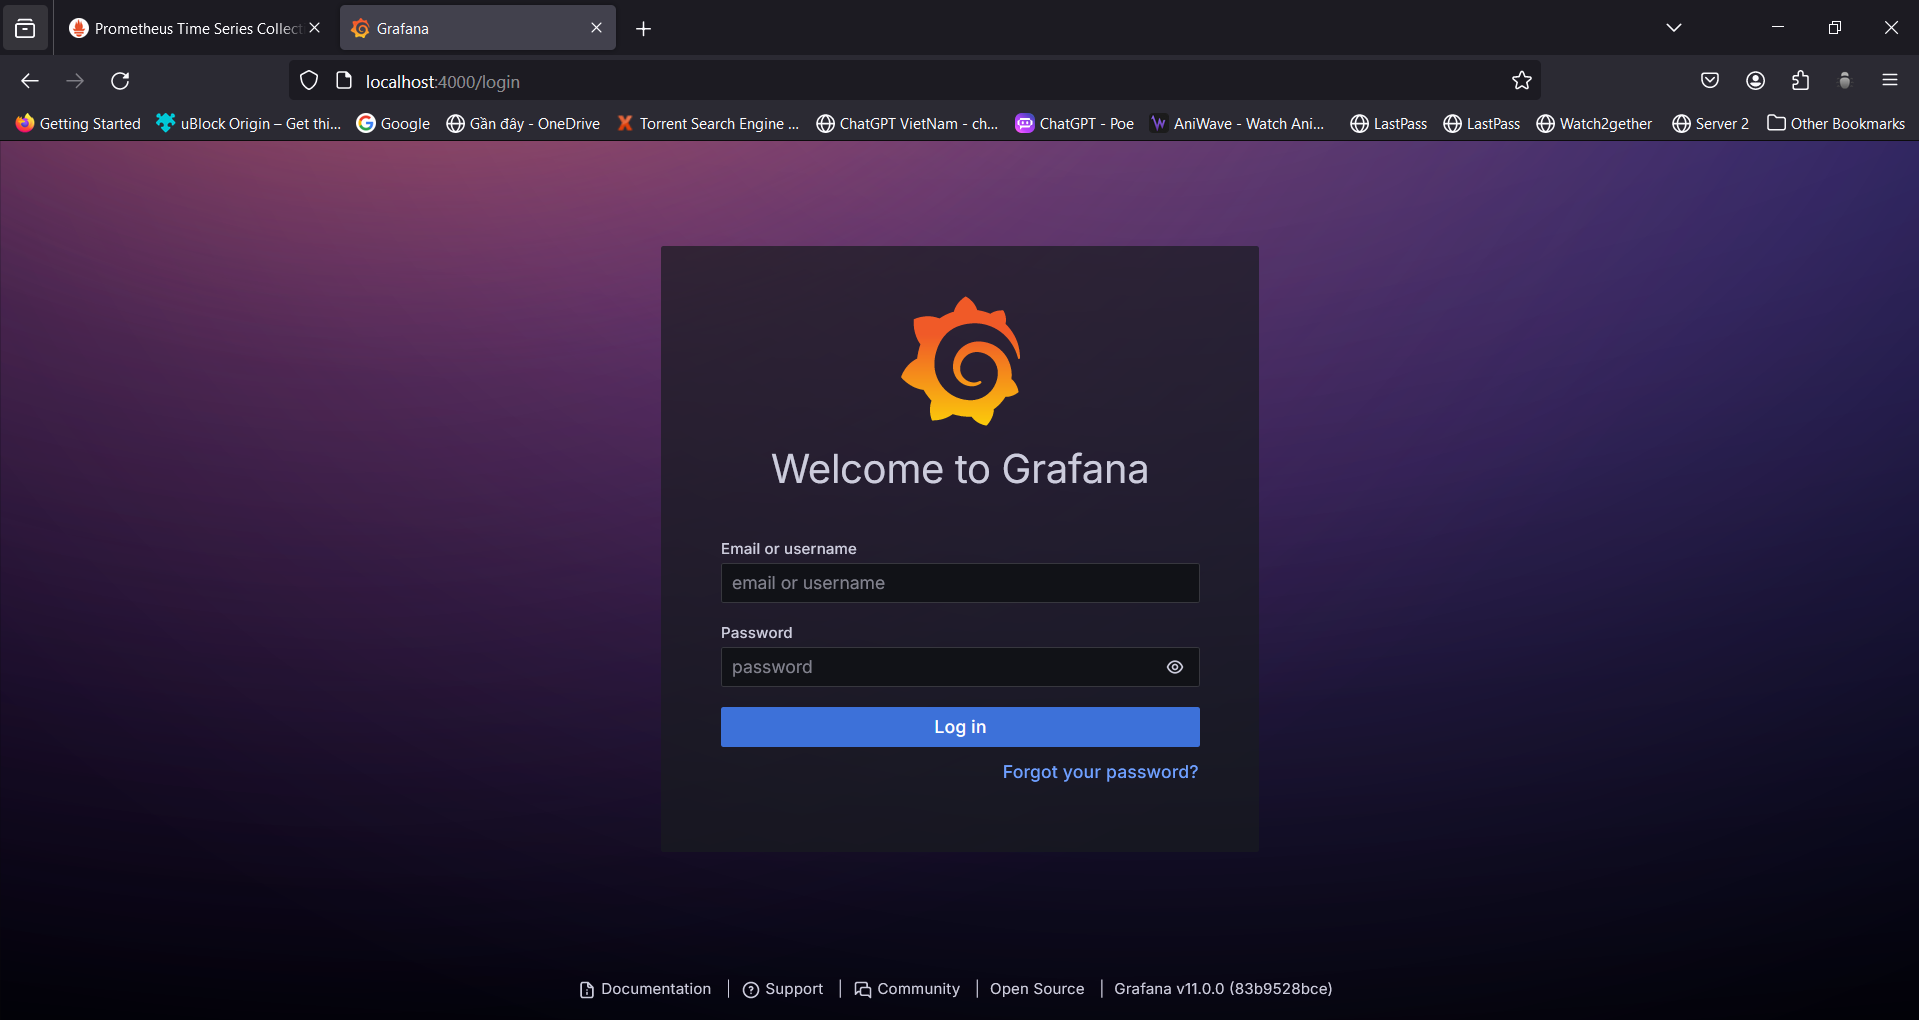 Prometheus Time Series Collect
Grafana
localhost:4000/login
Getting Started
uBlock Origin – Get thi...
Google
Gần đây - OneDrive
Torrent Search Engine ...
ChatGPT VietNam - ch...
ChatGPT - Poe
AniWave - Watch Ani...
LastPass
LastPass
Watch2gether
Server 2
Other Bookmarks
Welcome to Grafana
Email or username
email or username
Password
password
Log in
Forgot your password?
Documentation
Support
Community
Open Source
Grafana v11.0.0 (83b9528bce)